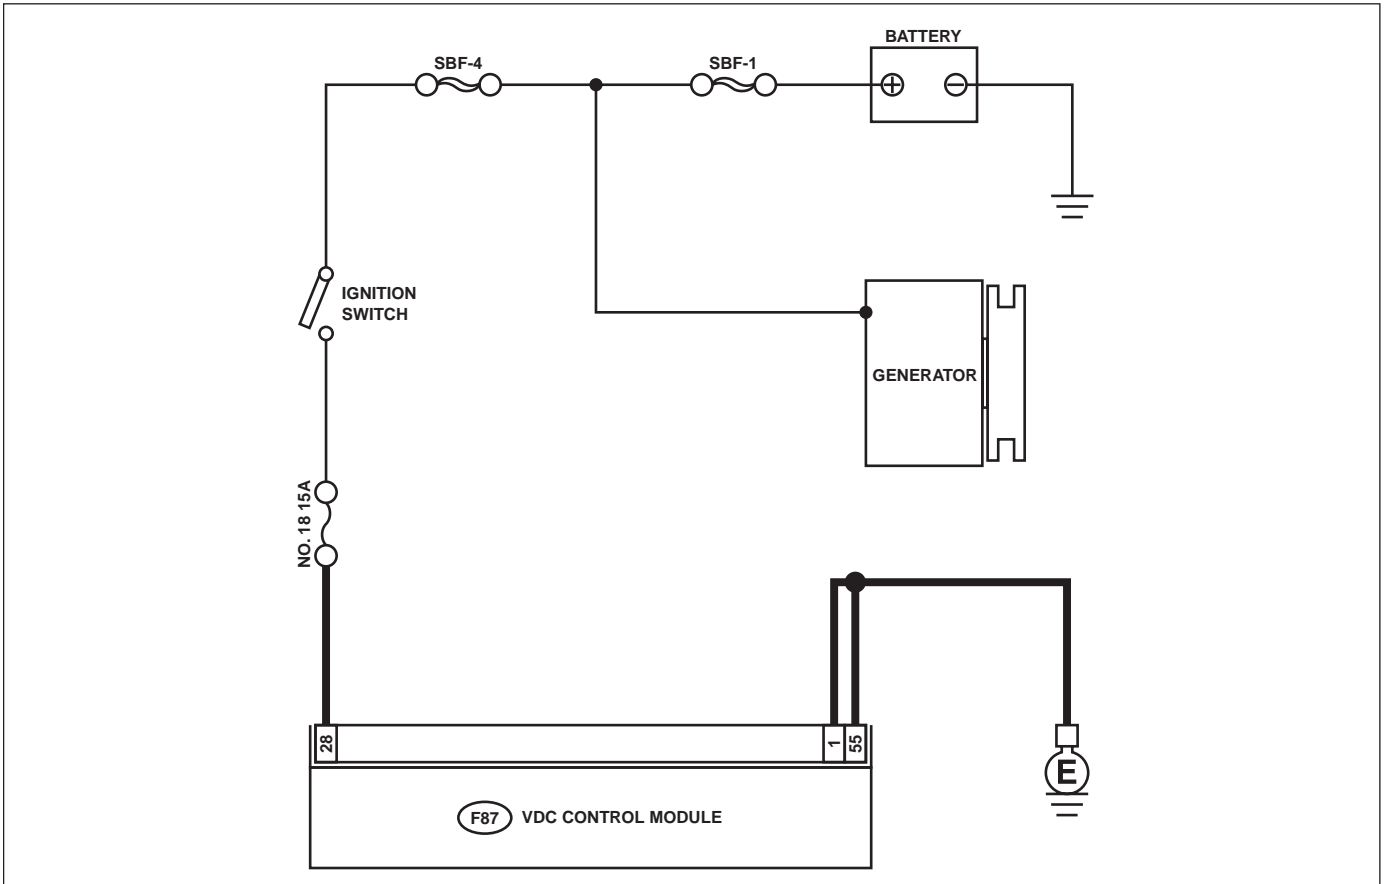 BATTERY
SBF-4
SBF-1
IGNITION
SWITCH
GENERATOR
NO. 18 15A
28
1
55
E
F87 VDC CONTROL MODULE